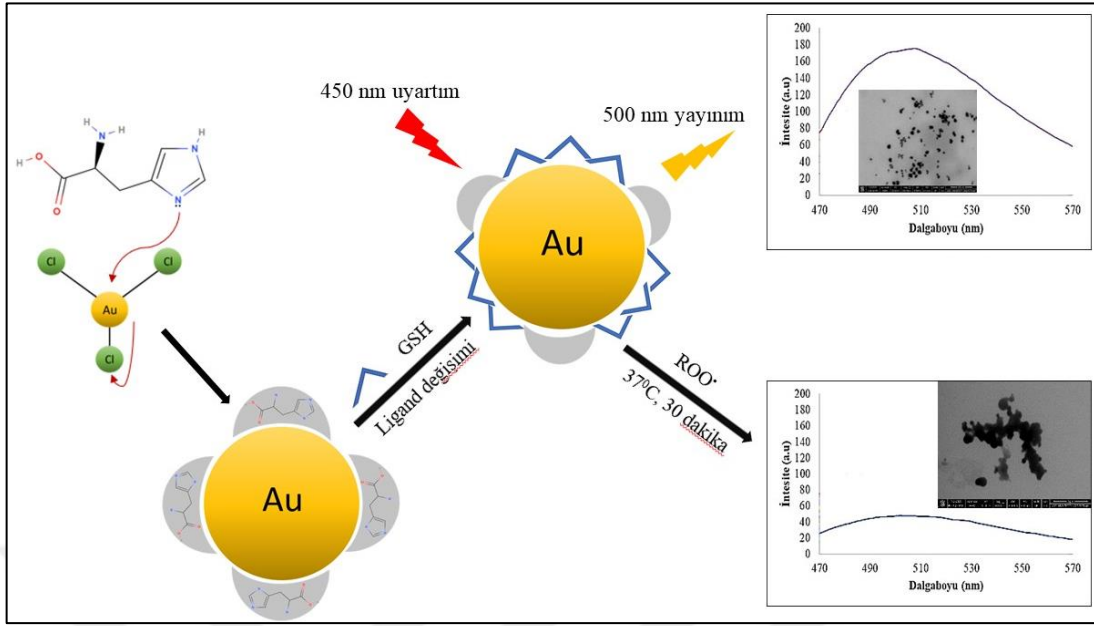 450 nm uyartım
500 nm yayınım
H
H
N
H
H
O
O
N
N
Cl
Cl
Au
Cl
Au
GSH
Ligand değişimi
Au
ROO·
37⁰C, 30 dakika
İntesite (a.u)
200
180
160
140
120
100
80
60
40
20
0
470
490
510
530
550
570
Dalgaboyu (nm)
İntesite (a.u)
200
180
160
140
120
100
80
60
40
20
0
470
490
510
530
550
570
Dalgaboyu (nm)